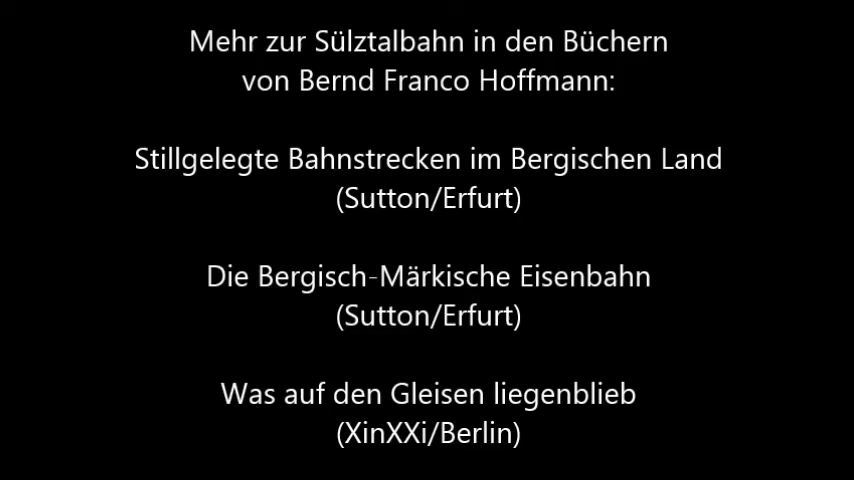 Mehr zur Sülztalbahn in den Büchern
von Bernd Franco Hoffmann:
Stillgelegte Bahnstrecken im Bergischen Land
(Sutton/Erfurt)
Die Bergisch-Märkische Eisenbahn
(Sutton/Erfurt)
Was auf den Gleisen liegenblieb
(XinXXi/Berlin)